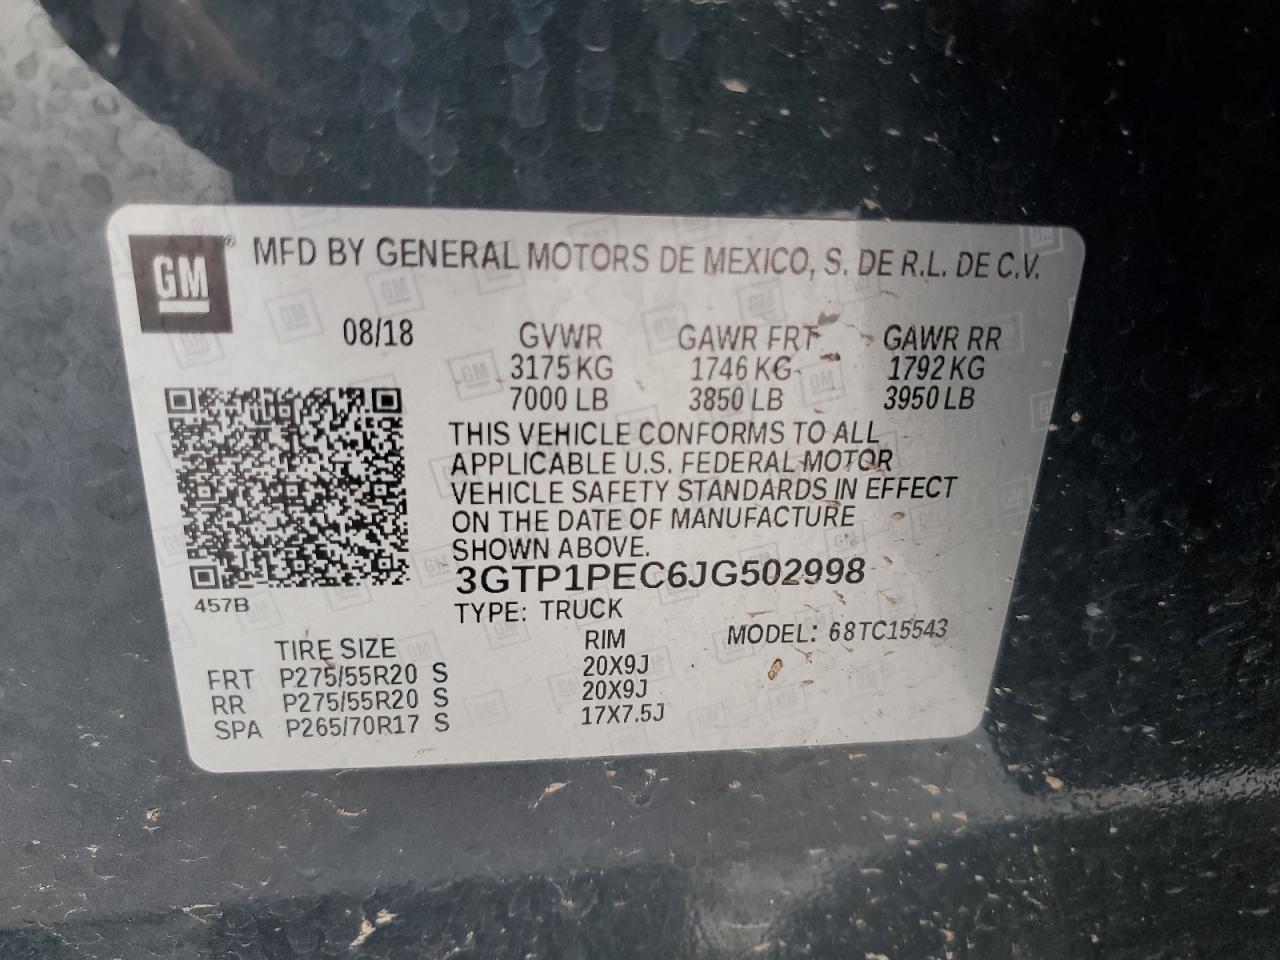 GM® MFD BY GENERAL MOTORS DE MEXICO, S. DE R.L. DE C.V.
08/18 GVWR GAWR FRT GAWR RR
3175 KG 1746 KG 1792 KG
7000 LB 3850 LB 3950 LB
THIS VEHICLE CONFORMS TO ALL
APPLICABLE U.S. FEDERAL MOTOR
VEHICLE SAFETY STANDARDS IN EFFECT
ON THE DATE OF MANUFACTURE
SHOWN ABOVE.
3GTP1PEC6JG502998
457B
TYPE: TRUCK
MODEL: 68TC15543
TIRE SIZE RIM
FRT P275/55R20 S 20X9J
RR P275/55R20 S 20X9J
SPA P265/70R17 S 17X7.5J